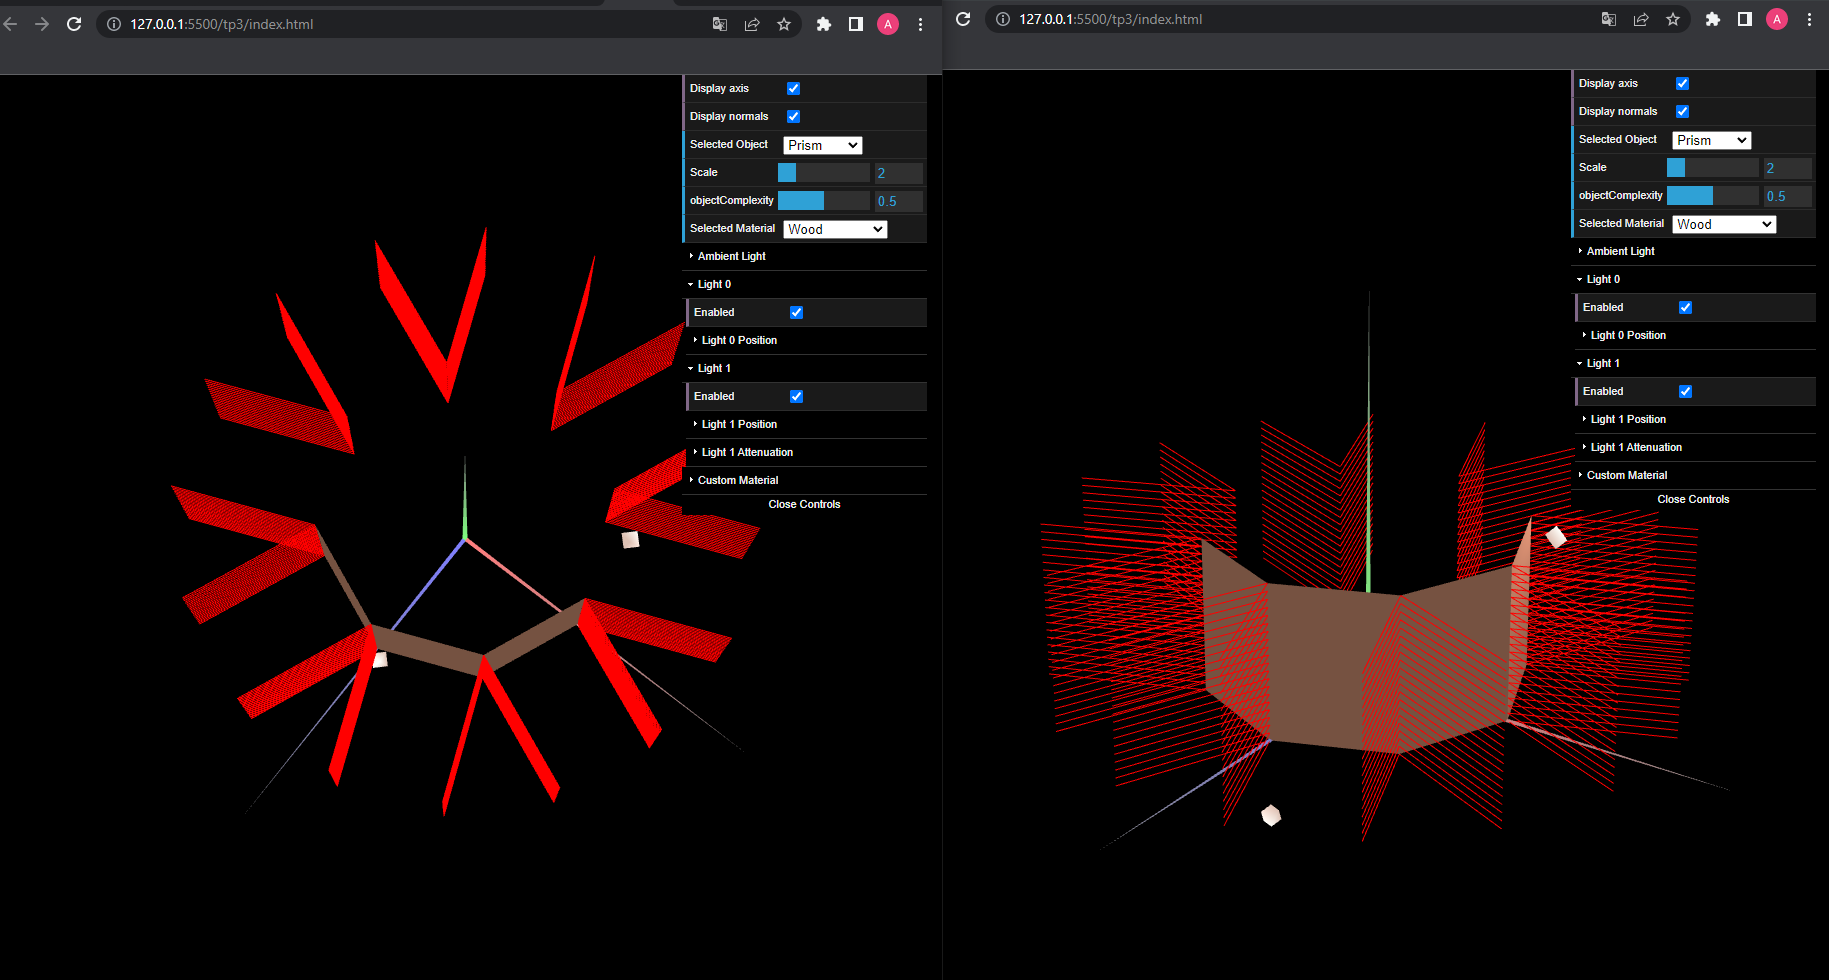 127.0.0.1:5500/tp3/index.html
A
Display axis
Display normals
Selected Object Prism
Scale 2
objectComplexity 0.5
Selected Material Wood
Ambient Light
Light 0
Enabled
Light 0 Position
Light 1
Enabled
Light 1 Position
Light 1 Attenuation
Custom Material
Close Controls
127.0.0.1:5500/tp3/index.html
A
Display axis
Display normals
Selected Object Prism
Scale 2
objectComplexity 0.5
Selected Material Wood
Ambient Light
Light 0
Enabled
Light 0 Position
Light 1
Enabled
Light 1 Position
Light 1 Attenuation
Custom Material
Close Controls